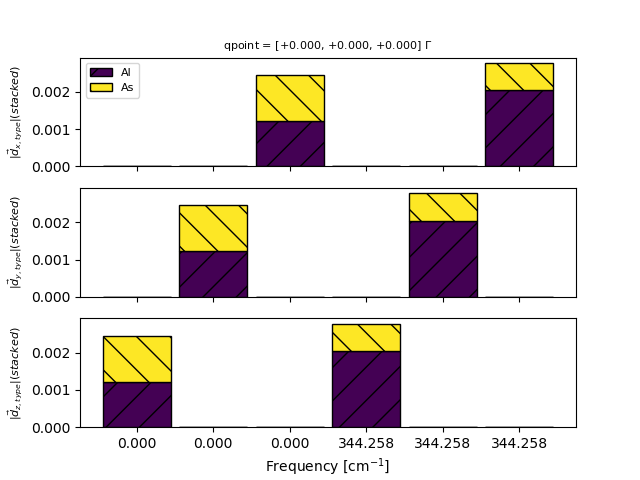 qpoint = [+0.000, +0.000, +0.000] Γ
|d⃗x,type|(stacked)
0.002
0.001
0.000
Al
As
|d⃗y,type|(stacked)
0.002
0.001
0.000
|d⃗z,type|(stacked)
0.002
0.001
0.000
0.000 0.000 0.000 344.258 344.258 344.258
Frequency [cm⁻¹]